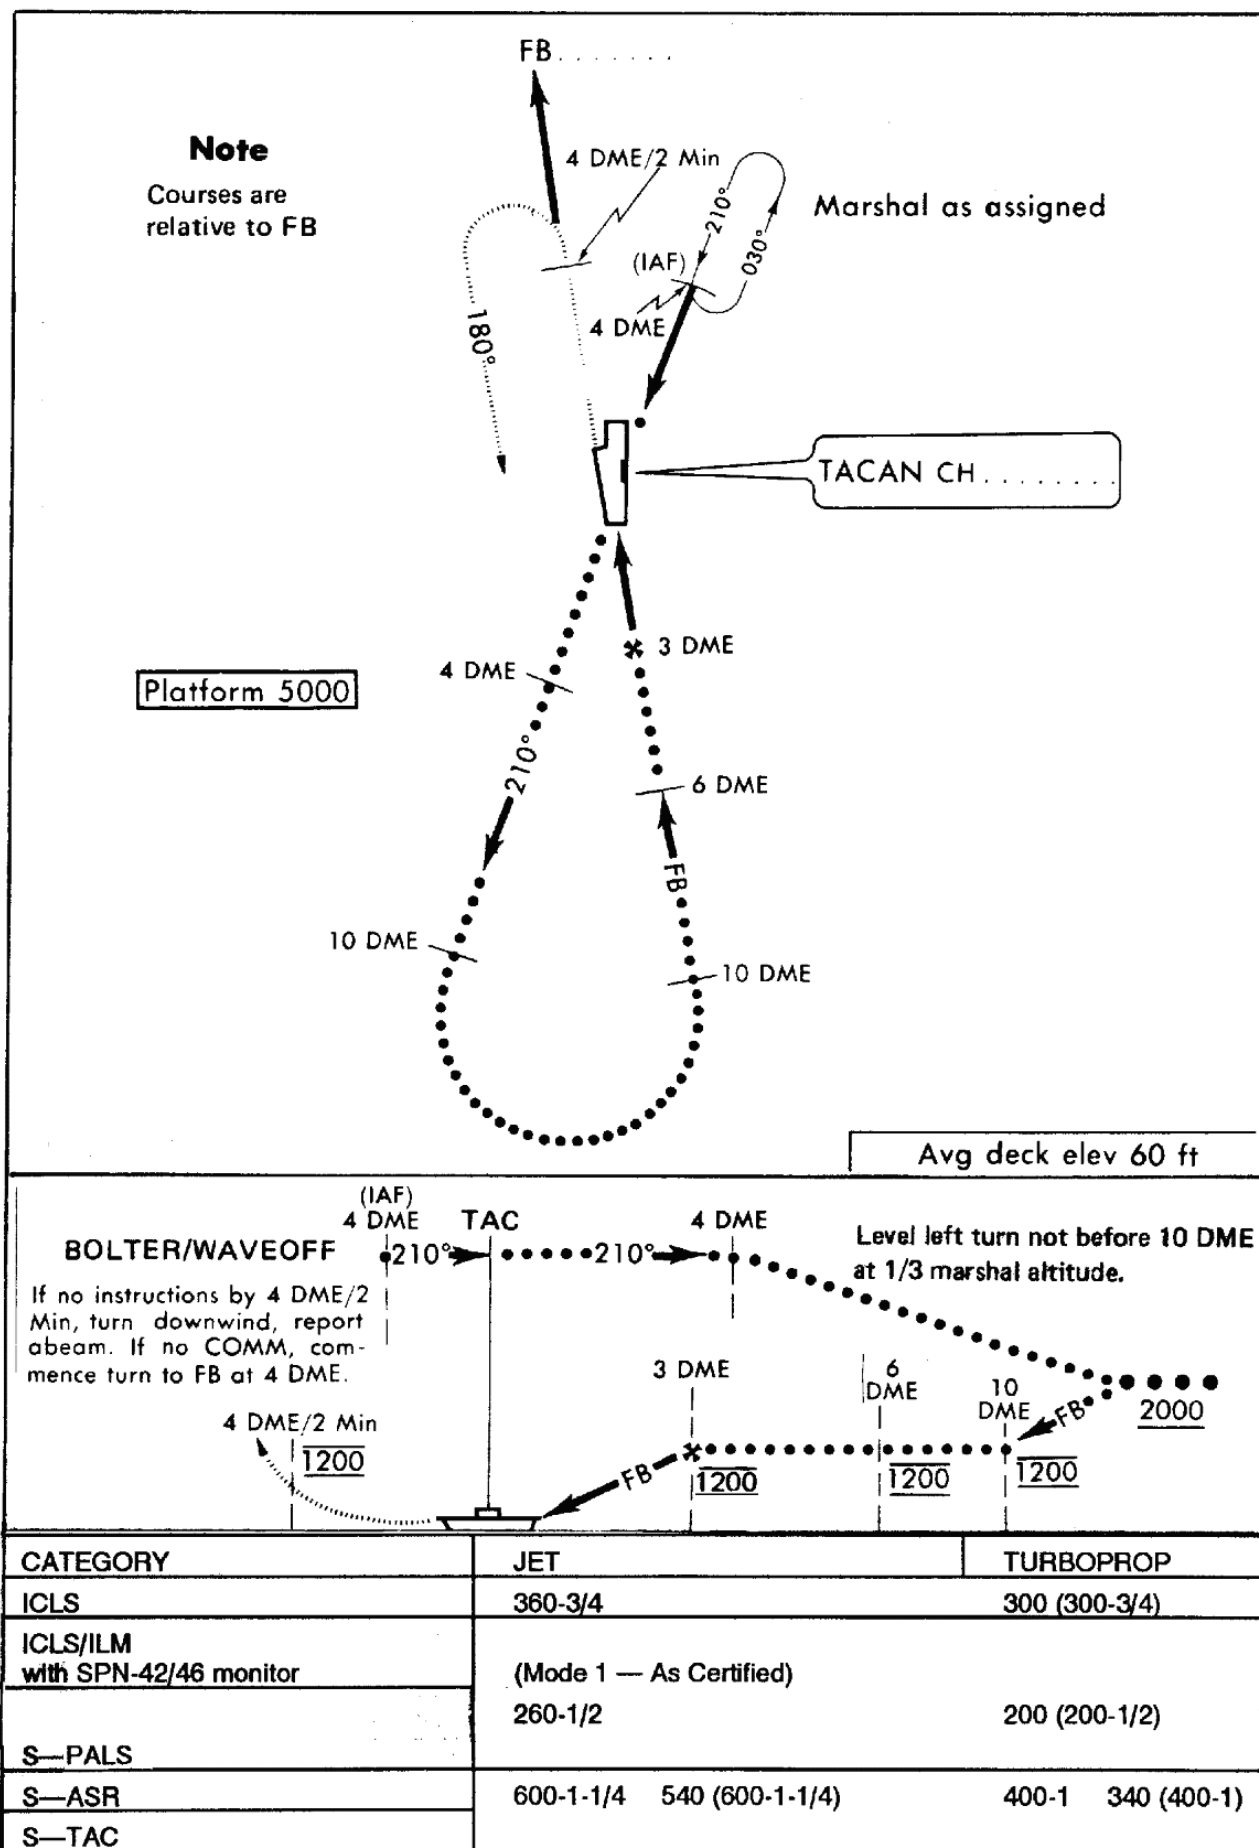 FB . . . . . . .
Note
Courses are
relative to FB
4 DME/2 Min
210°
030°
Marshal as assigned
(IAF)
4 DME
180°
TACAN CH . . . . . . . .
3 DME
4 DME
Platform 5000
210°
6 DME
FB
10 DME
10 DME
Avg deck elev 60 ft
BOLTER/WAVEOFF
If no instructions by 4 DME/2
Min, turn downwind, report
abeam. If no COMM, com-
mence turn to FB at 4 DME.
(IAF)
4 DME
TAC
4 DME
210°
210°
Level left turn not before 10 DME
at 1/3 marshal altitude.
3 DME
6
DME
10
DME
FB
2000
4 DME/2 Min
1200
FB
1200
1200
1200
CATEGORY JET TURBOPROP
ICLS 360-3/4 300 (300-3/4)
ICLS/ILM
with SPN-42/46 monitor (Mode 1 — As Certified)
260-1/2 200 (200-1/2)
S—PALS
S—ASR 600-1-1/4 540 (600-1-1/4) 400-1 340 (400-1)
S—TAC